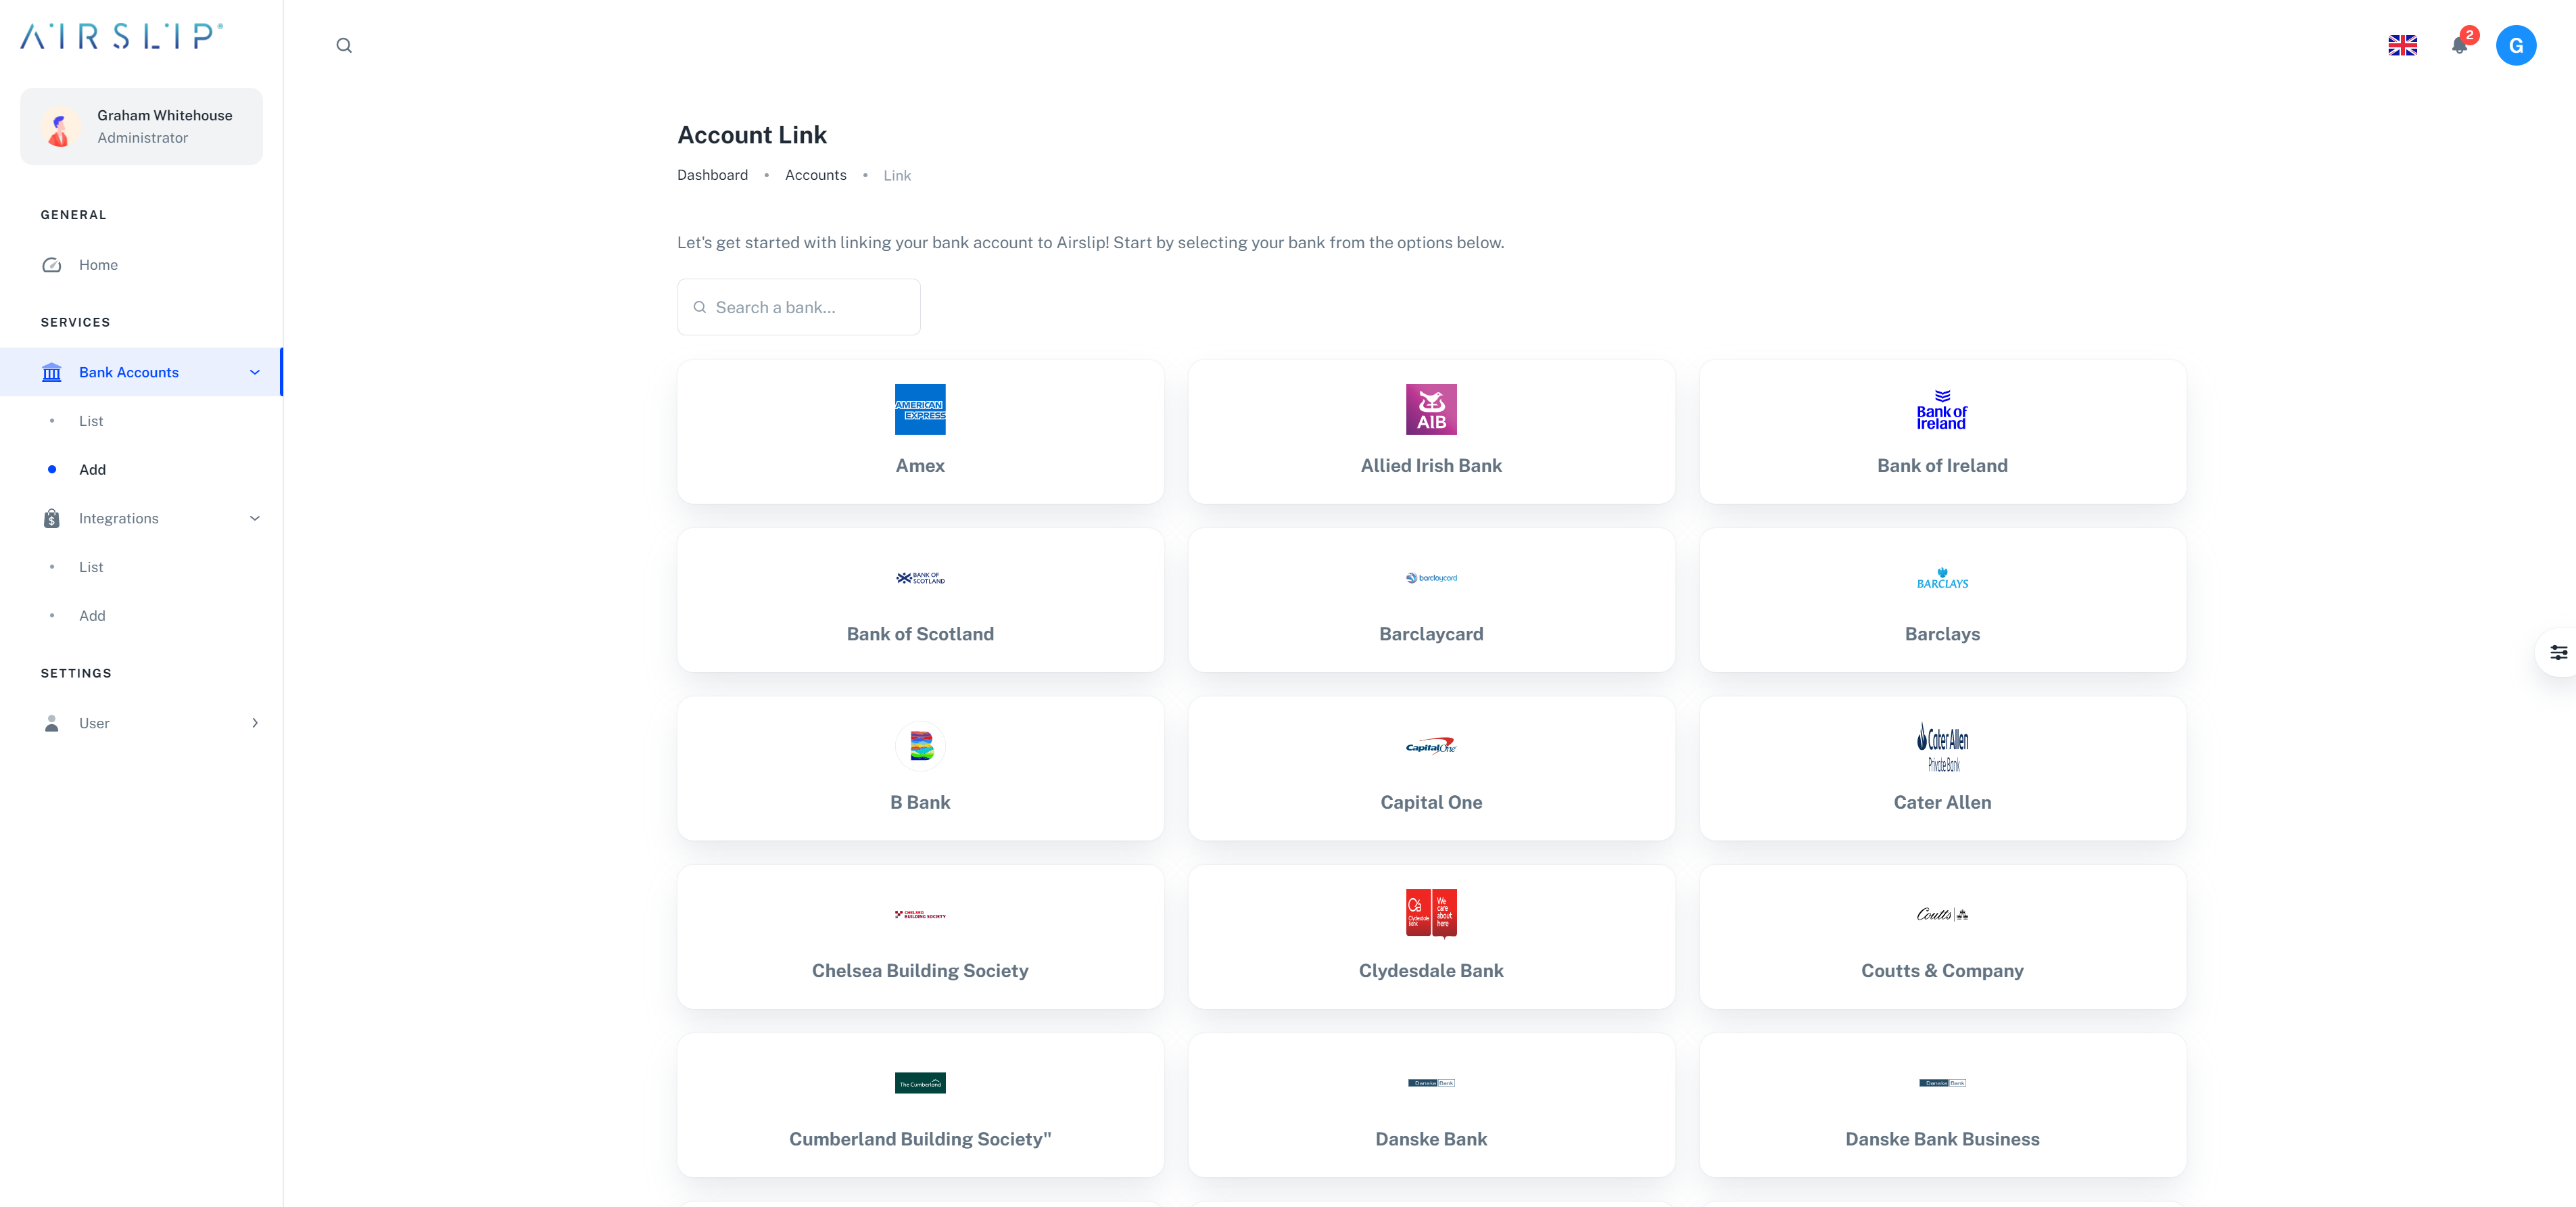 AIRSLIP®
2
G
Graham Whitehouse
Administrator
GENERAL
Home
SERVICES
Bank Accounts
List
Add
Integrations
List
Add
SETTINGS
User
Account Link
Dashboard • Accounts • Link
Let's get started with linking your bank account to Airslip! Start by selecting your bank from the options below.
Search a bank...
AMERICAN
EXPRESS
Amex
AIB
Allied Irish Bank
Bank of
Ireland
Bank of Ireland
BANK OF
SCOTLAND
Bank of Scotland
barclaycard
Barclaycard
BARCLAYS
Barclays
B
B Bank
CapitalOne
Capital One
Cater Allen
Private Bank
Cater Allen
CHELSEA
BUILDING SOCIETY
Chelsea Building Society
Clydesdale
Bank
We
care
about
here
Clydesdale Bank
Coutts
Coutts & Company
The Cumberland
Cumberland Building Society"
Danske Bank
Danske Bank
Danske Bank
Danske Bank Business